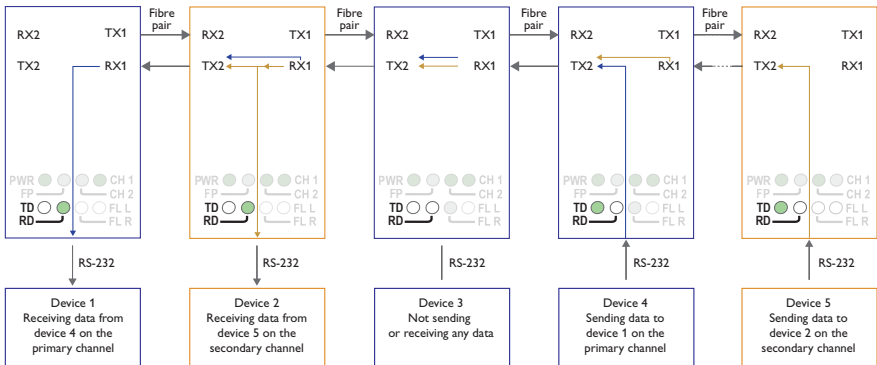 Fibre pair
Fibre pair
Fibre pair
Fibre pair
RX2 TX1
TX2 RX1
PWR CH 1
FP CH 2
TD FL L
RD FL R
RX2 TX1
TX2 RX1
PWR CH 1
FP CH 2
TD FL L
RD FL R
RX2 TX1
TX2 RX1
PWR CH 1
FP CH 2
TD FL L
RD FL R
RX2 TX1
TX2 RX1
PWR CH 1
FP CH 2
TD FL L
RD FL R
RX2 TX1
TX2 RX1
PWR CH 1
FP CH 2
TD FL L
RD FL R
RS-232
RS-232
RS-232
RS-232
RS-232
Device 1
Receiving data from
device 4 on the
primary channel
Device 2
Receiving data from
device 5 on the
secondary channel
Device 3
Not sending
or receiving any data
Device 4
Sending data to
device 1 on the
primary channel
Device 5
Sending data to
device 2 on the
secondary channel